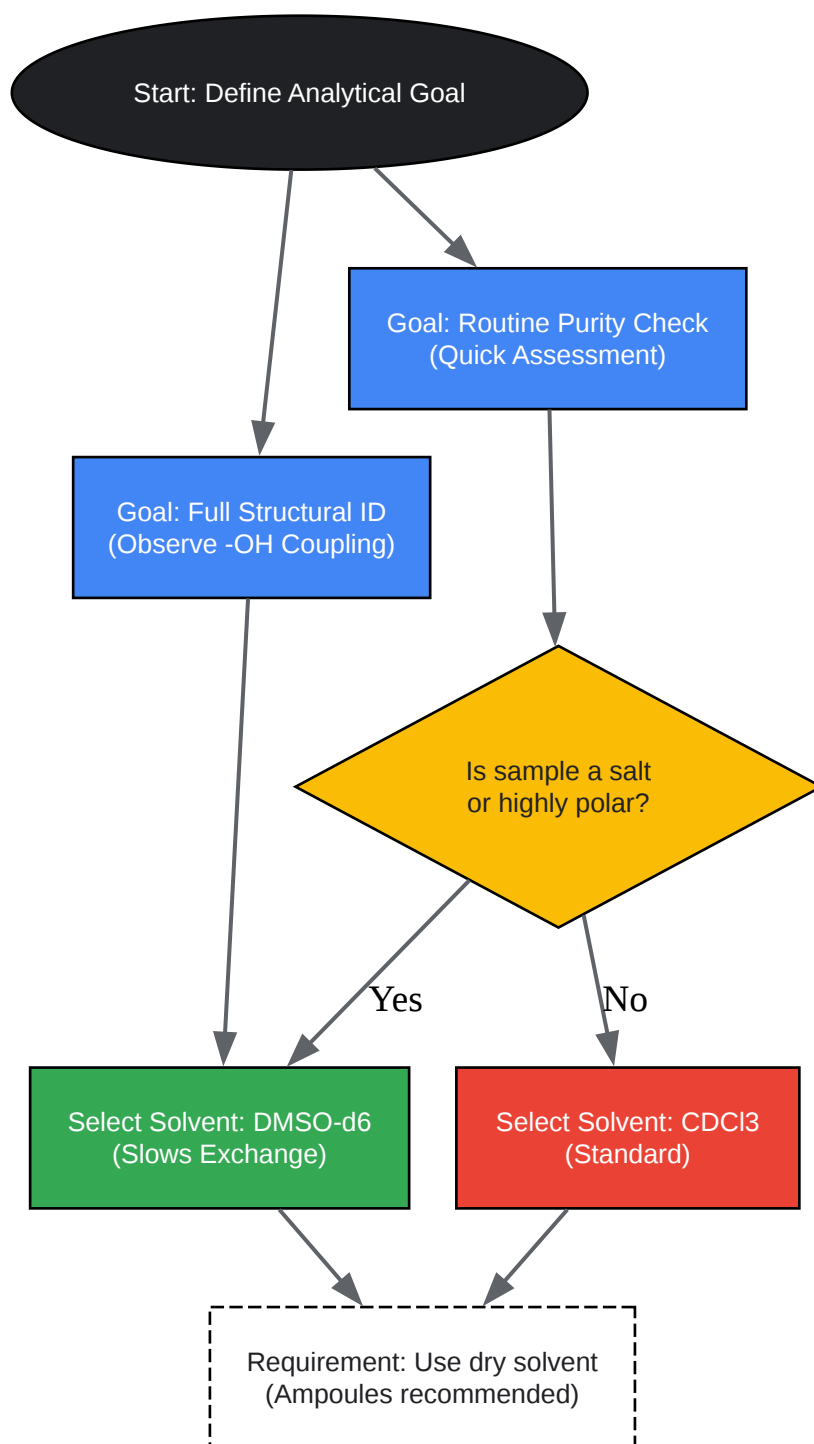 Start: Define Analytical Goal
Goal: Routine Purity Check
(Quick Assessment)
Goal: Full Structural ID
(Observe -OH Coupling)
Is sample a salt
or highly polar?
Yes
No
Select Solvent: DMSO-d6
(Slows Exchange)
Select Solvent: CDCl3
(Standard)
Requirement: Use dry solvent
(Ampoules recommended)